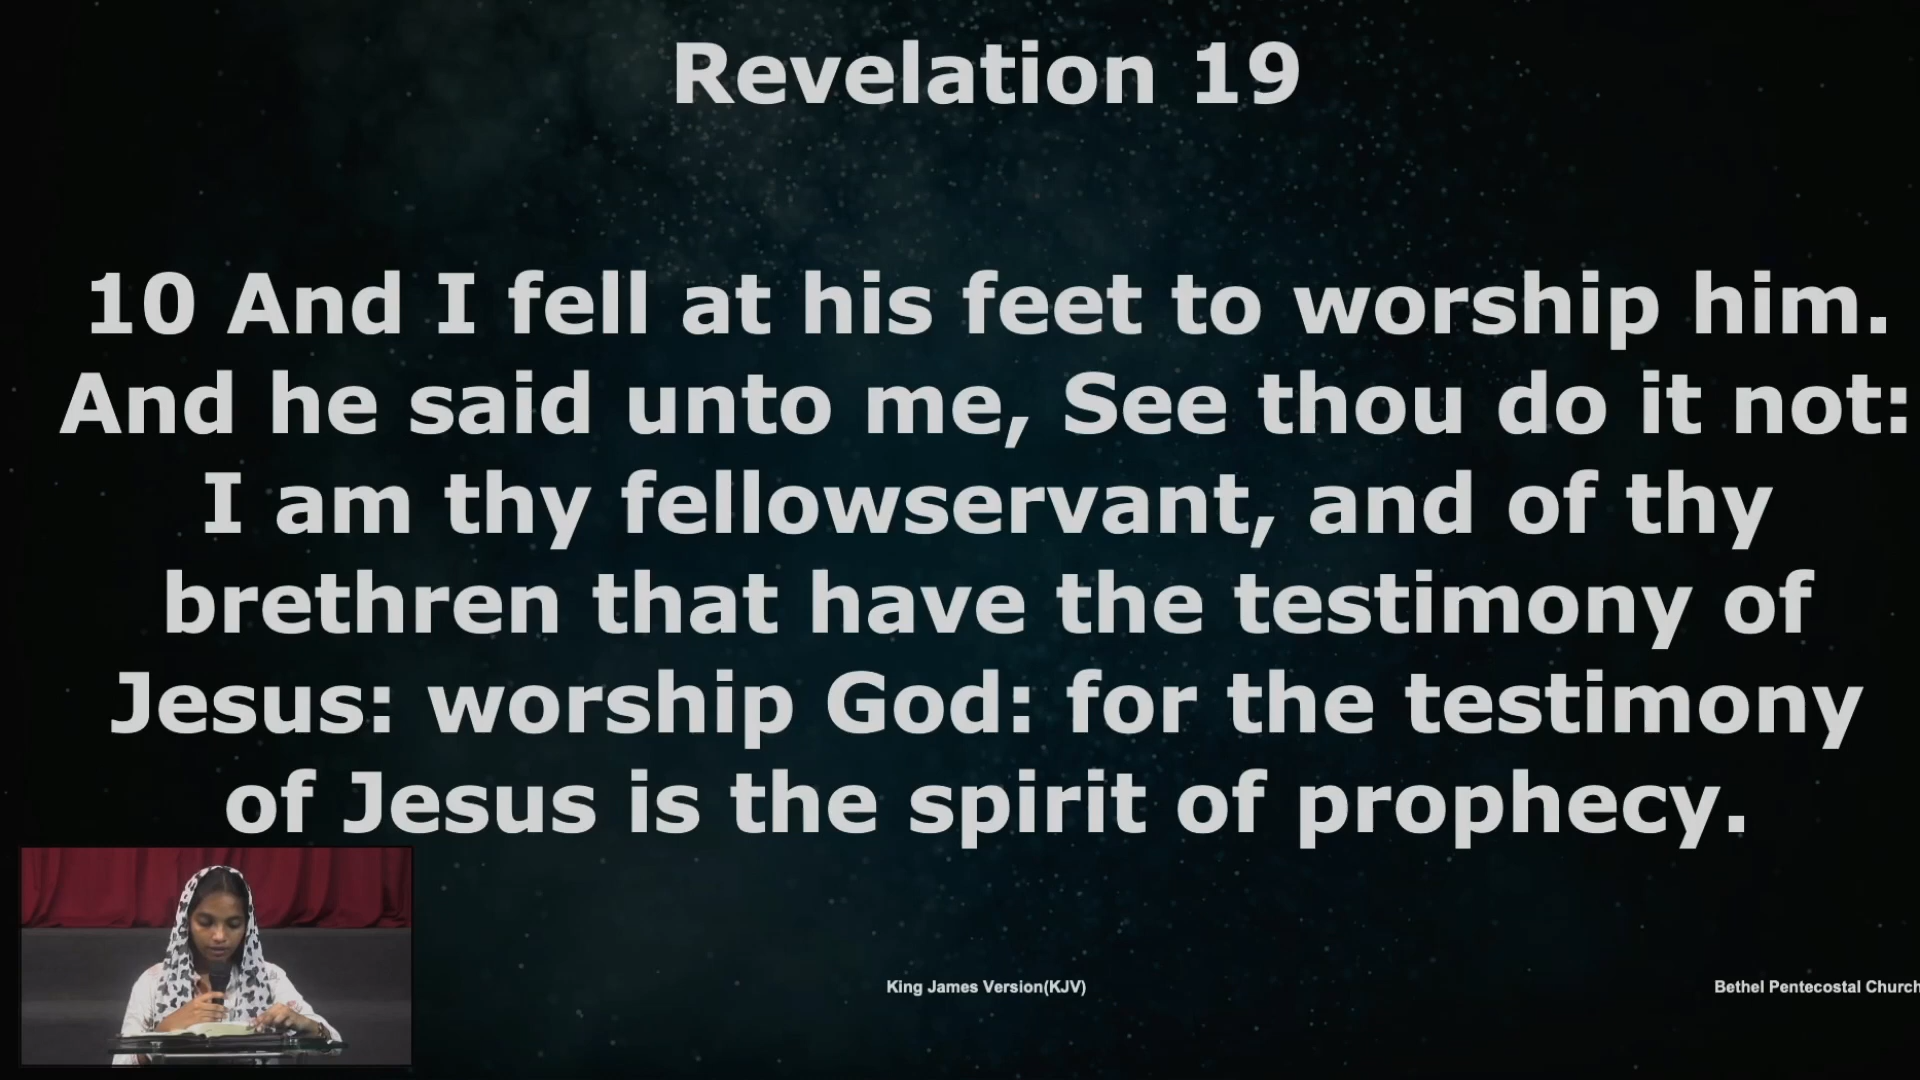 Revelation 19
10 And I fell at his feet to worship him.
And he said unto me, See thou do it not:
I am thy fellowservant, and of thy
brethren that have the testimony of
Jesus: worship God: for the testimony
of Jesus is the spirit of prophecy.
King James Version(KJV)
Bethel Pentecostal Church